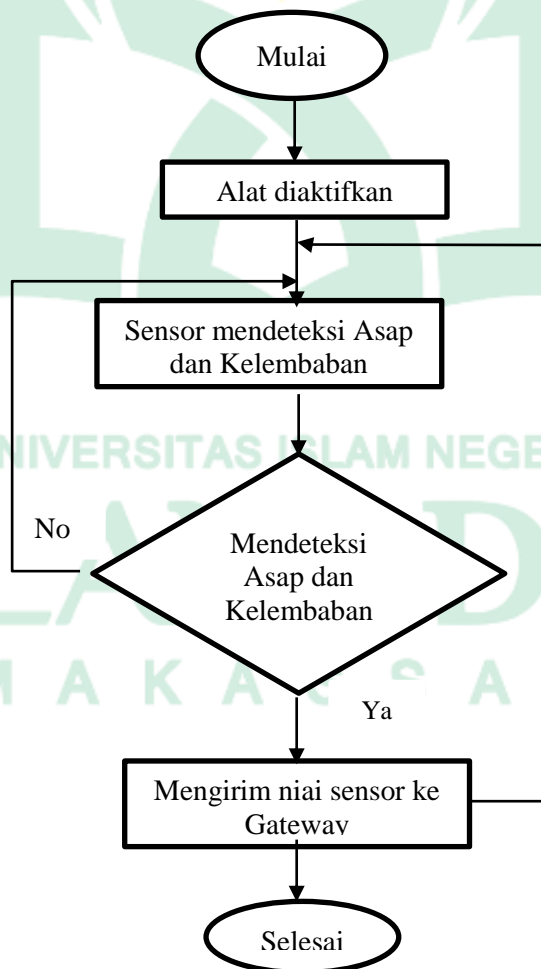 Mulai
Alat diaktifkan
Sensor mendeteksi Asap
dan Kelembaban
UNIVERSITAS ISLAM NEGE
No
Mendeteksi
Asap dan
Kelembaban
Ya
Mengirim niai sensor ke
Gateway
Selesai